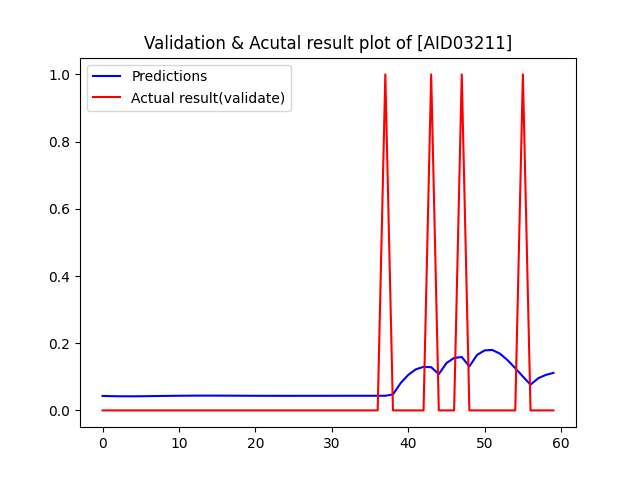 Validation & Acutal result plot of [AID03211]
Predictions
Actual result(validate)
1.0
0.8
0.6
0.4
0.2
0.0
0 10 20 30 40 50 60